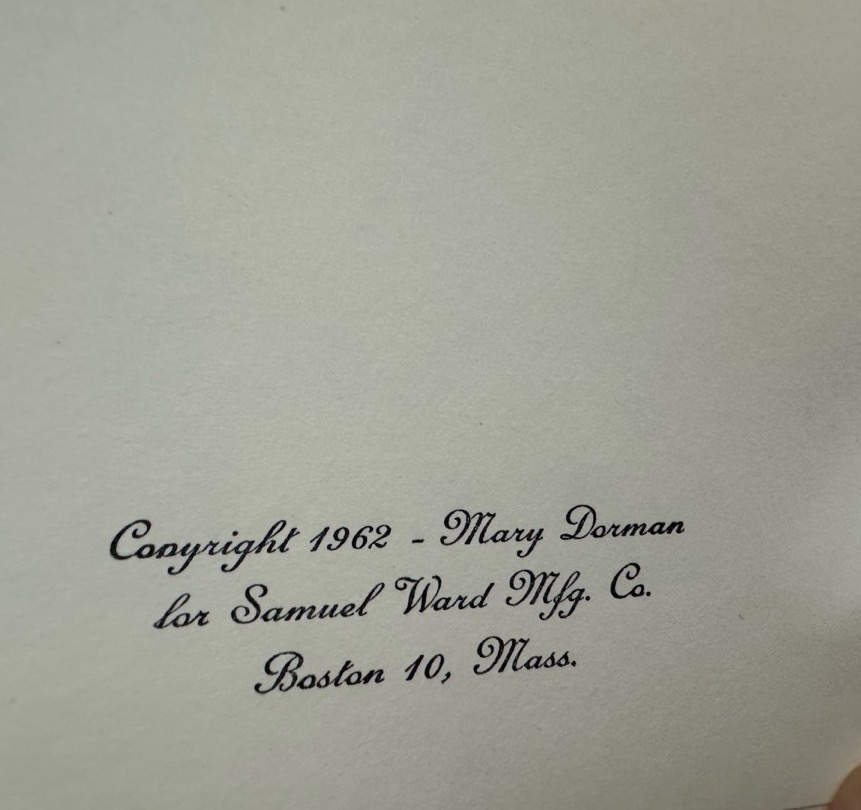 Copyright 1962 - Mary Dorman
for Samuel Ward Mfg. Co.
Boston 10, Mass.